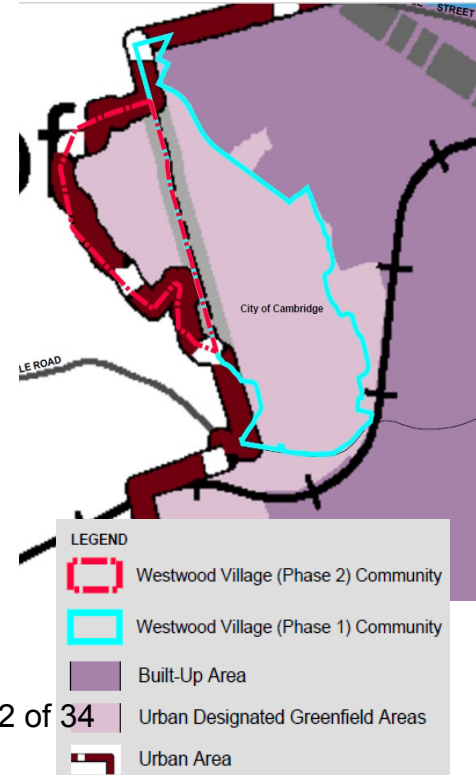 STREET
of
City of Cambridge
LE ROAD
LEGEND
Westwood Village (Phase 2) Community
Westwood Village (Phase 1) Community
Built-Up Area
2 of 34
Urban Designated Greenfield Areas
Urban Area